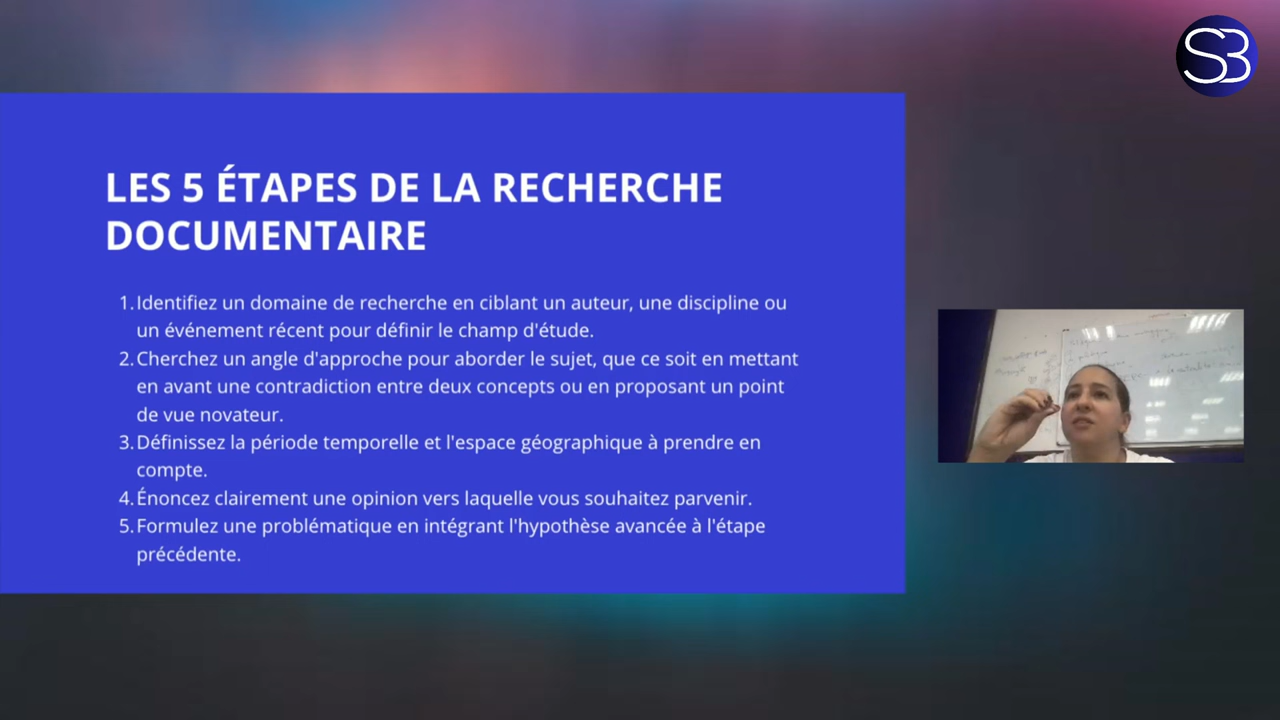 SB
LES 5 ÉTAPES DE LA RECHERCHE
DOCUMENTAIRE
1. Identifiez un domaine de recherche en ciblant un auteur, une discipline ou
un événement récent pour définir le champ d'étude.
2. Cherchez un angle d'approche pour aborder le sujet, que ce soit en mettant
en avant une contradiction entre deux concepts ou en proposant un point
de vue novateur.
3. Définissez la période temporelle et l'espace géographique à prendre en
compte.
4. Énoncez clairement une opinion vers laquelle vous souhaitez parvenir.
5. Formulez une problématique en intégrant l'hypothèse avancée à l'étape
précédente.